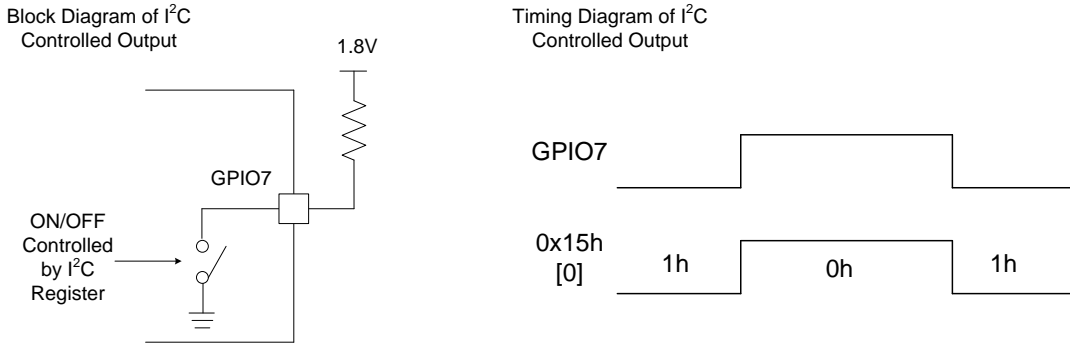 Block Diagram of I²C
Controlled Output
1.8V
GPIO7
ON/OFF
Controlled
by I²C
Register
Timing Diagram of I²C
Controlled Output
GPIO7
0x15h
[0]
1h
0h
1h